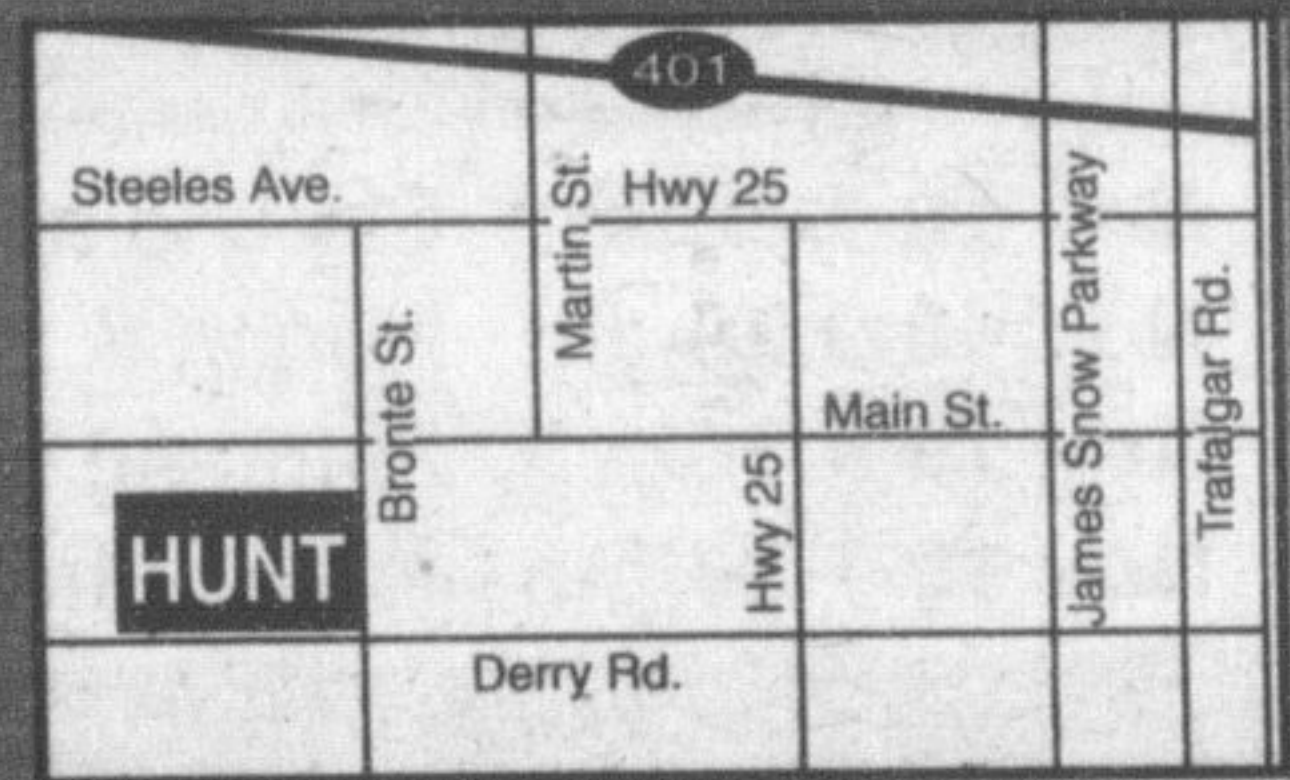 401
Steeles Ave.
Hwy 25
Martin St.
Bronte St.
James Snow Parkway
Trafalgar Rd.
Main St.
Hwy 25
HUNT
Derry Rd.